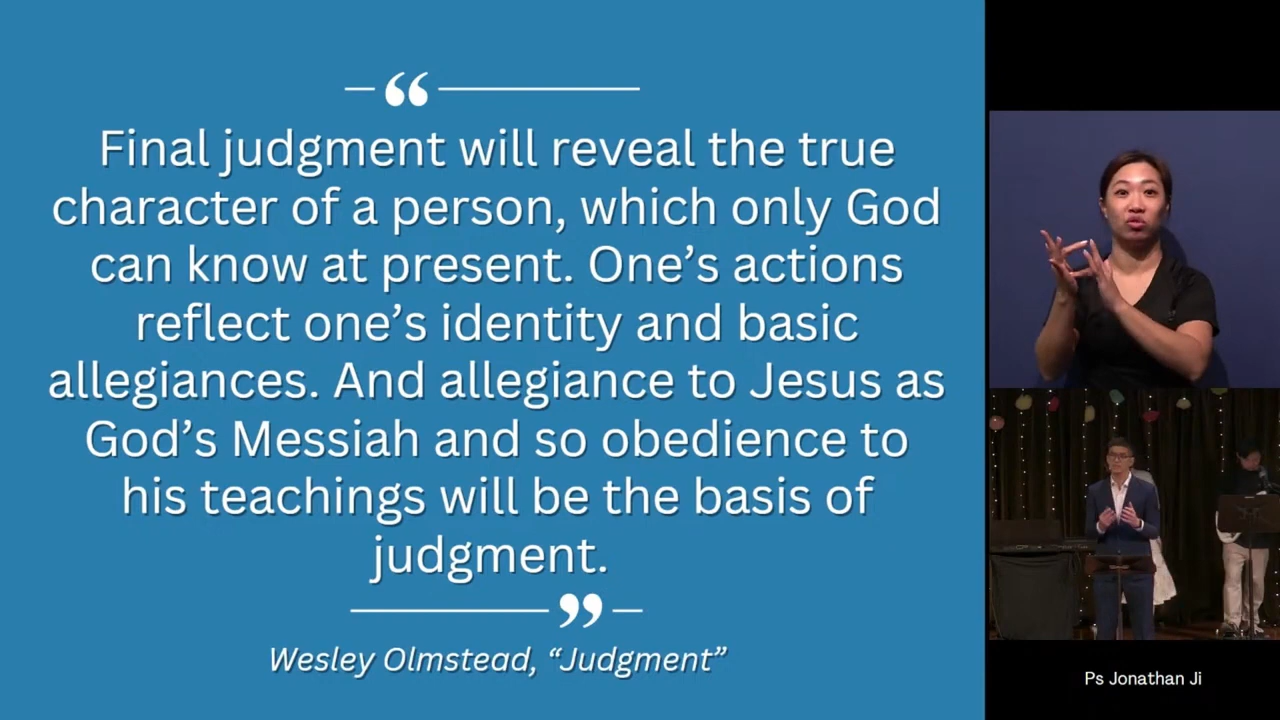 “
Final judgment will reveal the true
character of a person, which only God
can know at present. One’s actions
reflect one’s identity and basic
allegiances. And allegiance to Jesus as
God’s Messiah and so obedience to
his teachings will be the basis of
judgment.
”
Wesley Olmstead, “Judgment”
Ps Jonathan Ji